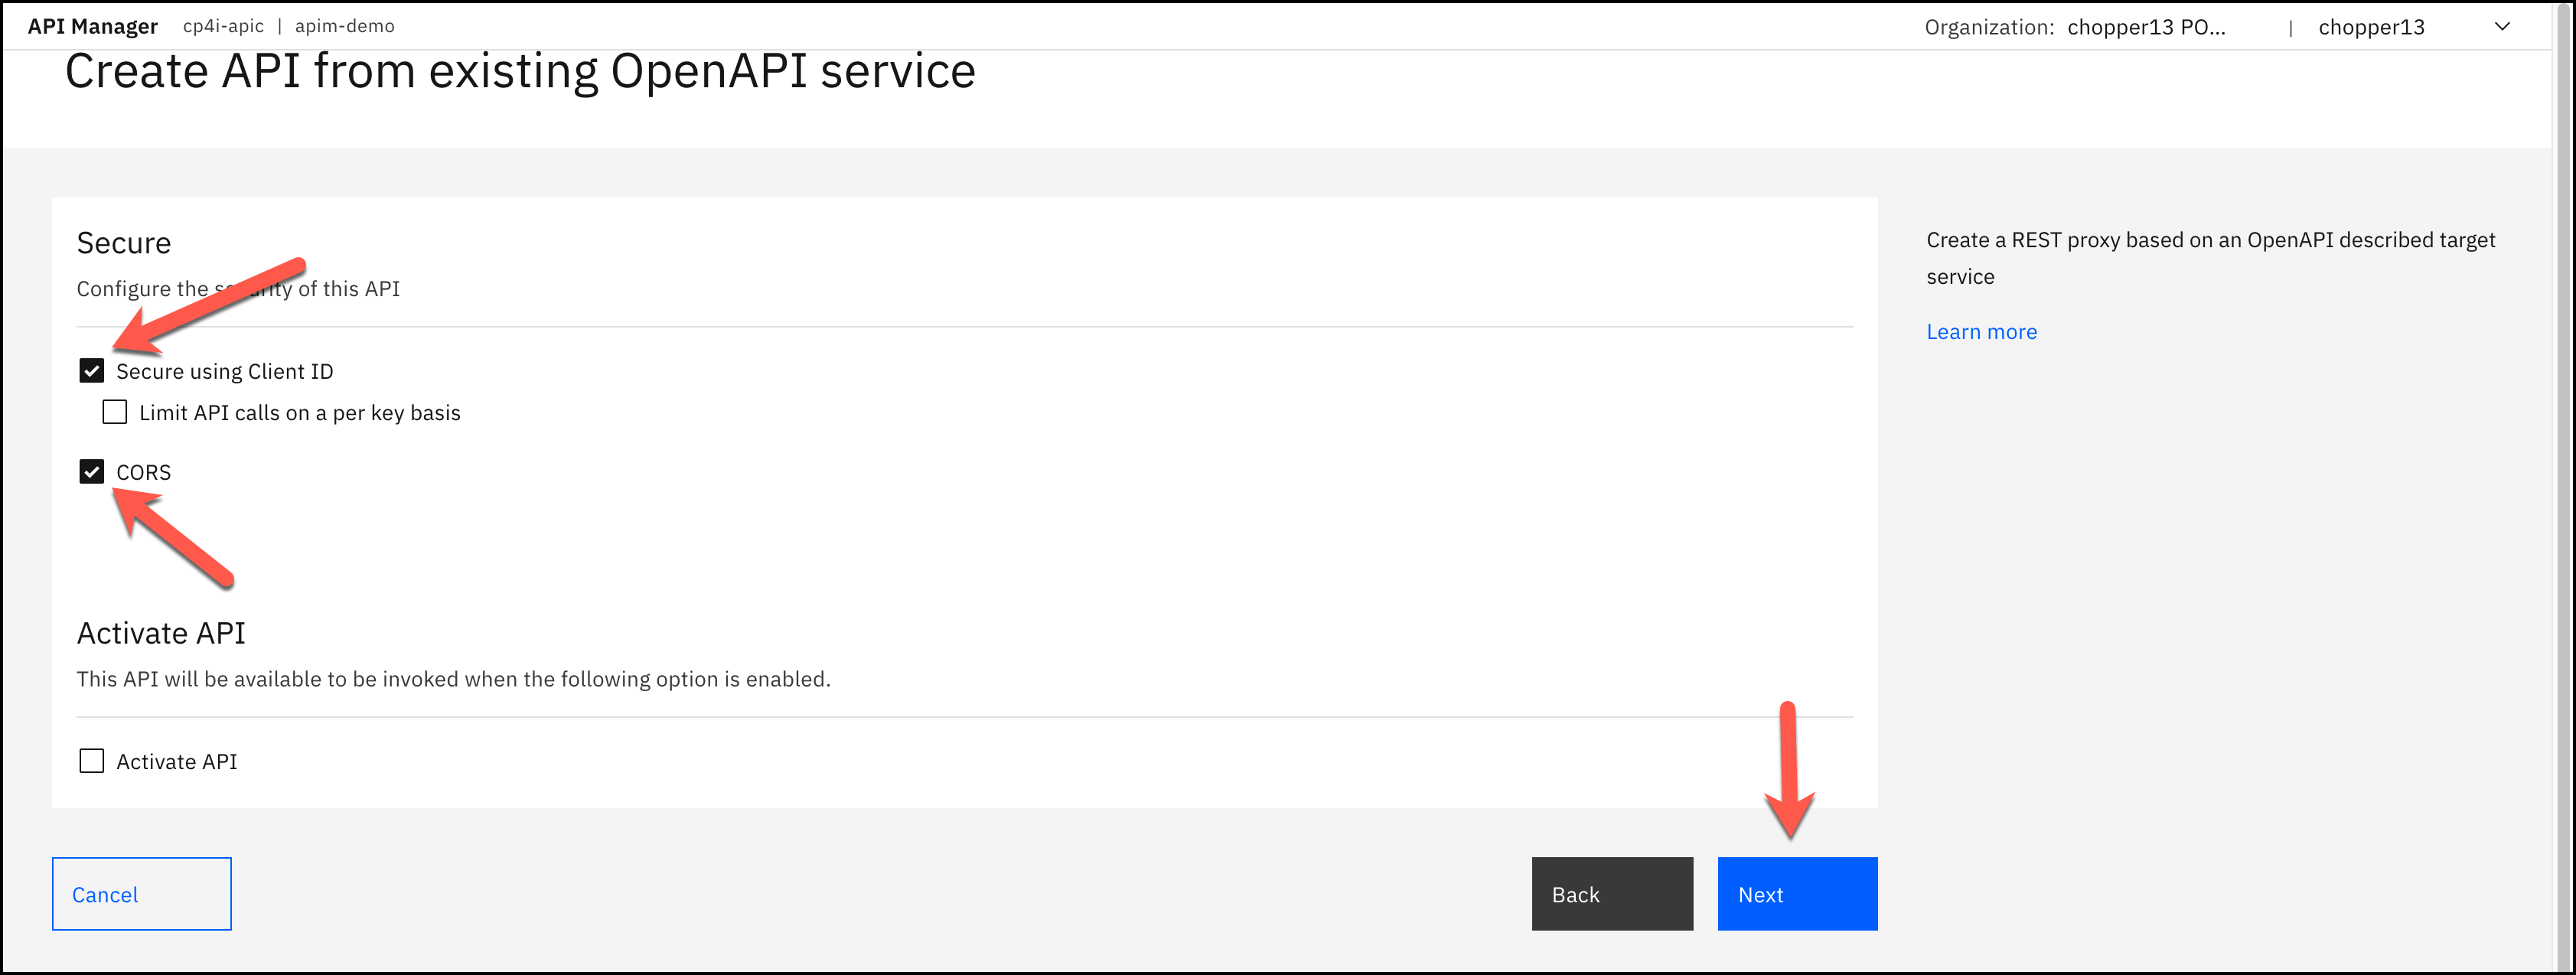 API Manager cp4i-apic | apim-demo Organization: chopper13 PO... | chopper13
Create API from existing OpenAPI service
Secure
Configure the security of this API
Secure using Client ID
Limit API calls on a per key basis
CORS
Activate API
This API will be available to be invoked when the following option is enabled.
Activate API
Cancel
Back
Next
Create a REST proxy based on an OpenAPI described target
service
Learn more